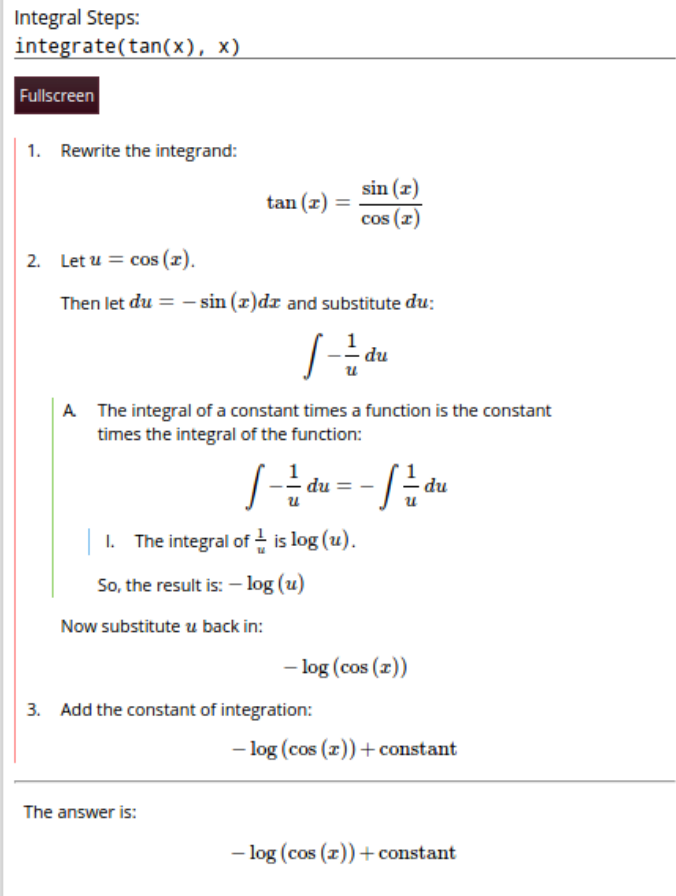 Integral Steps:
integrate(tan(x), x)
Fullscreen
1. Rewrite the integrand:
tan (x) = sin (x) / cos (x)
2. Let u = cos (x).
Then let du = − sin (x)dx and substitute du:
∫ − 1/u du
A. The integral of a constant times a function is the constant
times the integral of the function:
∫ − 1/u du = − ∫ 1/u du
I. The integral of 1/u is log (u).
So, the result is: − log (u)
Now substitute u back in:
− log (cos (x))
3. Add the constant of integration:
− log (cos (x)) + constant
The answer is:
− log (cos (x)) + constant